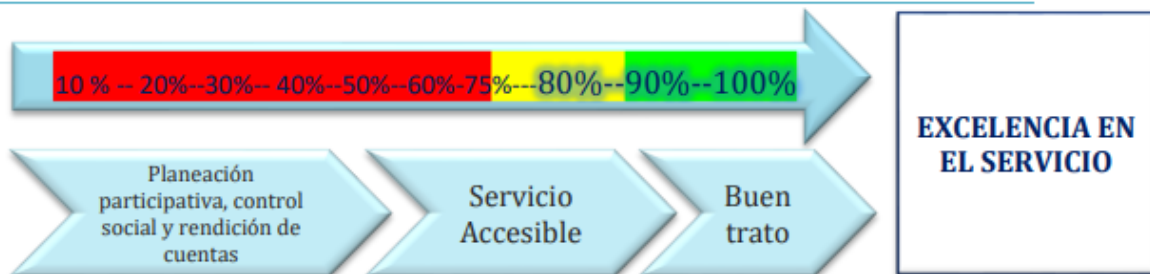 10 % -- 20%--30%-- 40%--50%--60%-75%---80%--90%--100%
EXCELENCIA EN
EL SERVICIO
Planeación
participativa, control
social y rendición de
cuentas
Servicio
Accesible
Buen
trato